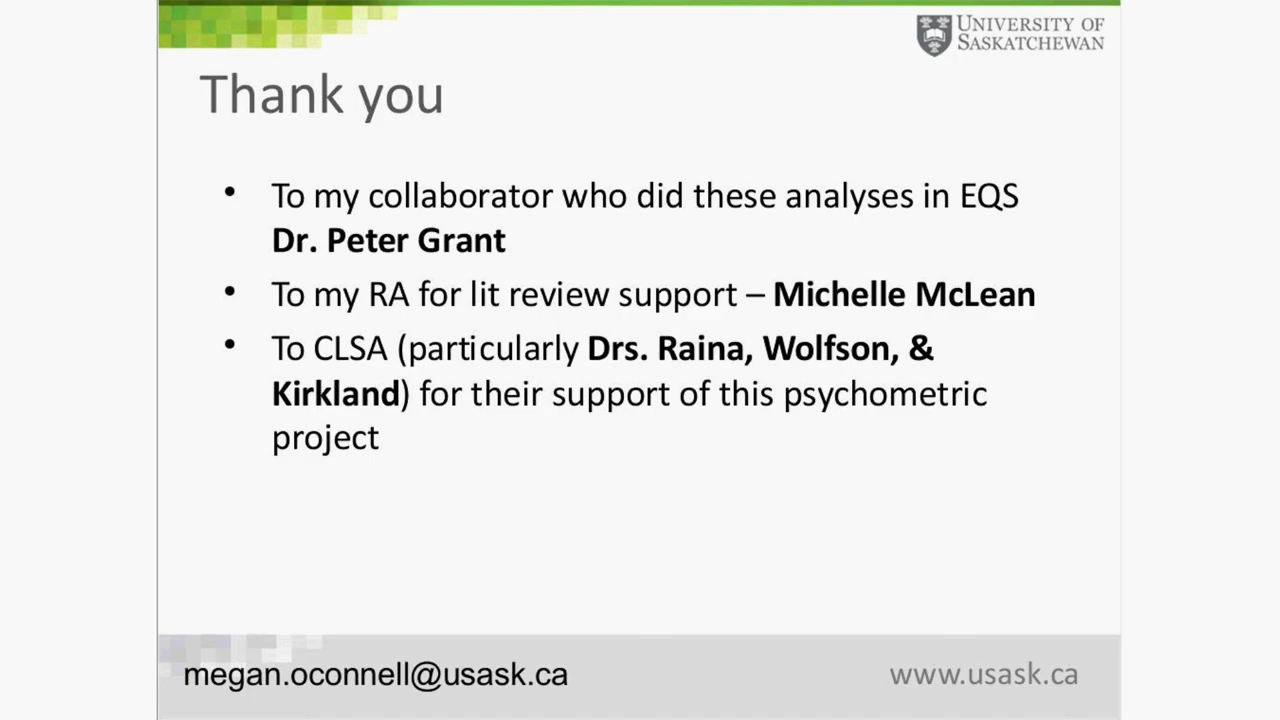 UNIVERSITY OF
SASKATCHEWAN
Thank you
• To my collaborator who did these analyses in EQS
Dr. Peter Grant
• To my RA for lit review support – Michelle McLean
• To CLSA (particularly Drs. Raina, Wolfson, &
Kirkland) for their support of this psychometric
project
megan.oconnell@usask.ca
www.usask.ca